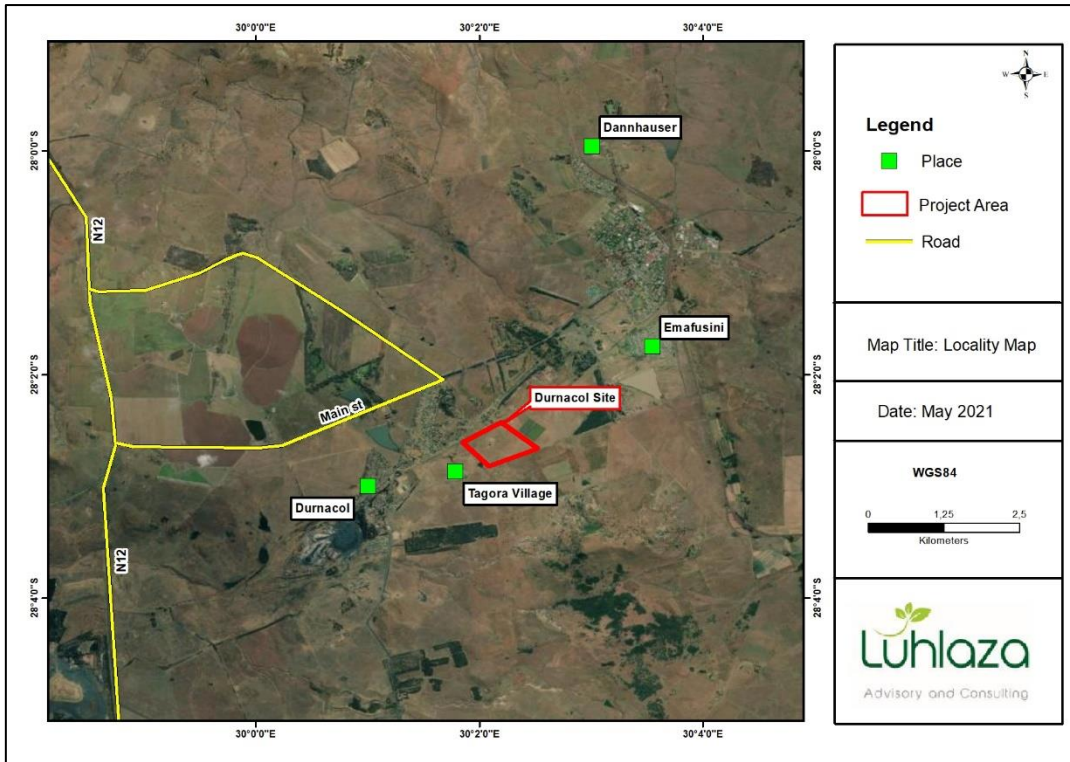 30°0'0"E
30°2'0"E
30°4'0"E
28°0'0"S
28°2'0"S
28°4'0"S
28°0'0"S
28°2'0"S
28°4'0"S
30°0'0"E
30°2'0"E
30°4'0"E
Dannhauser
N12
Emafusini
Durnacol Site
Main st
Tagora Village
Durnacol
N12
N
W
E
S
Legend
Place
Project Area
Road
Map Title: Locality Map
Date: May 2021
WGS84
0 1,25 2,5
Kilometers
Luhlaza
Advisory and Consulting